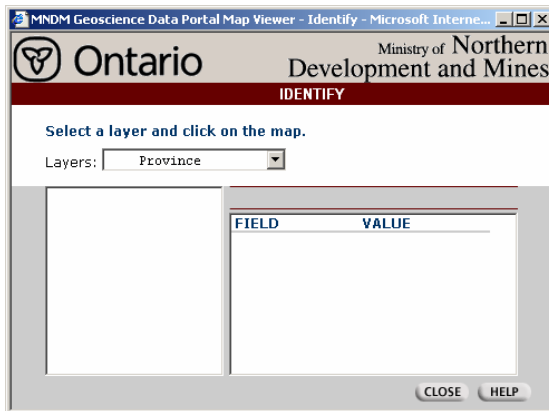 MNDM Geoscience Data Portal Map Viewer - Identify - Microsoft Interne...
Ontario
Ministry of Northern
Development and Mines
IDENTIFY
Select a layer and click on the map.
Layers: Province
FIELD VALUE
CLOSE HELP